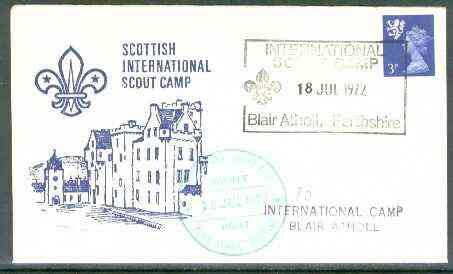 SCOTTISH
INTERNATIONAL
SCOUT CAMP
3P
INTERNATIONAL
SCOUT CAMP
18 JUL 1972
Blair Atholl, Perthshire
To
INTERNATIONAL CAMP
BLAIR ATHOLL